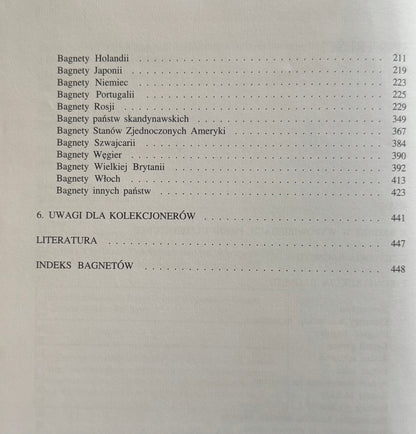 Bagnety Holandii . . . . . . . . . . . . . . . . . . . . . . . . . . . . . . . . . . 211
Bagnety Japonii . . . . . . . . . . . . . . . . . . . . . . . . . . . . . . . . . . . 219
Bagnety Niemiec . . . . . . . . . . . . . . . . . . . . . . . . . . . . . . . . . . 223
Bagnety Portugalii . . . . . . . . . . . . . . . . . . . . . . . . . . . . . . . . . 225
Bagnety Rosji . . . . . . . . . . . . . . . . . . . . . . . . . . . . . . . . . . . . 229
Bagnety państw skandynawskich . . . . . . . . . . . . . . . . . . . . . . . . . 349
Bagnety Stanów Zjednoczonych Ameryki . . . . . . . . . . . . . . . . . . . . 367
Bagnety Szwajcarii . . . . . . . . . . . . . . . . . . . . . . . . . . . . . . . . . 384
Bagnety Węgier . . . . . . . . . . . . . . . . . . . . . . . . . . . . . . . . . . . 390
Bagnety Wielkiej Brytanii . . . . . . . . . . . . . . . . . . . . . . . . . . . . . 392
Bagnety Włoch . . . . . . . . . . . . . . . . . . . . . . . . . . . . . . . . . . . 413
Bagnety innych państw . . . . . . . . . . . . . . . . . . . . . . . . . . . . . . 423
6. UWAGI DLA KOLEKCJONERÓW . . . . . . . . . . . . . . . . . . . . . . . 441
LITERATURA . . . . . . . . . . . . . . . . . . . . . . . . . . . . . . . . . . . . 447
INDEKS BAGNETÓW . . . . . . . . . . . . . . . . . . . . . . . . . . . . . . . 448